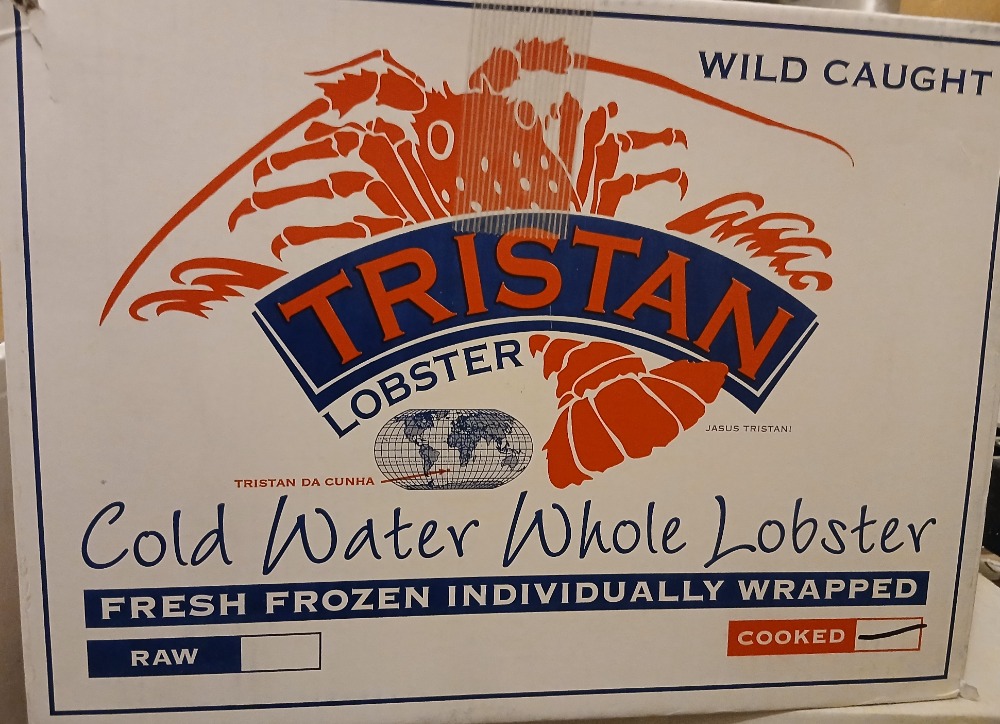 WILD CAUGHT
TRISTAN
LOBSTER
JASUS TRISTANI
TRISTAN DA CUNHA
Cold Water Whole Lobster
FRESH FROZEN INDIVIDUALLY WRAPPED
RAW
COOKED